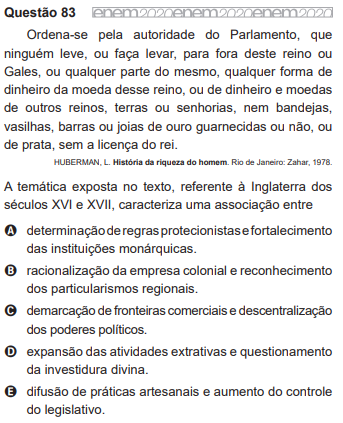 Questão 83 enem2020enem2020enem2020
Ordena-se pela autoridade do Parlamento, que
ninguém leve, ou faça levar, para fora deste reino ou
Gales, ou qualquer parte do mesmo, qualquer forma de
dinheiro da moeda desse reino, ou de dinheiro e moedas
de outros reinos, terras ou senhorias, nem bandejas,
vasilhas, barras ou joias de ouro guarnecidas ou não, ou
de prata, sem a licença do rei.
HUBERMAN, L. História da riqueza do homem. Rio de Janeiro: Zahar, 1978.
A temática exposta no texto, referente à Inglaterra dos
séculos XVI e XVII, caracteriza uma associação entre
A determinação de regras protecionistas e fortalecimento
das instituições monárquicas.
B racionalização da empresa colonial e reconhecimento
dos particularismos regionais.
C demarcação de fronteiras comerciais e descentralização
dos poderes políticos.
D expansão das atividades extrativas e questionamento
da investidura divina.
E difusão de práticas artesanais e aumento do controle
do legislativo.